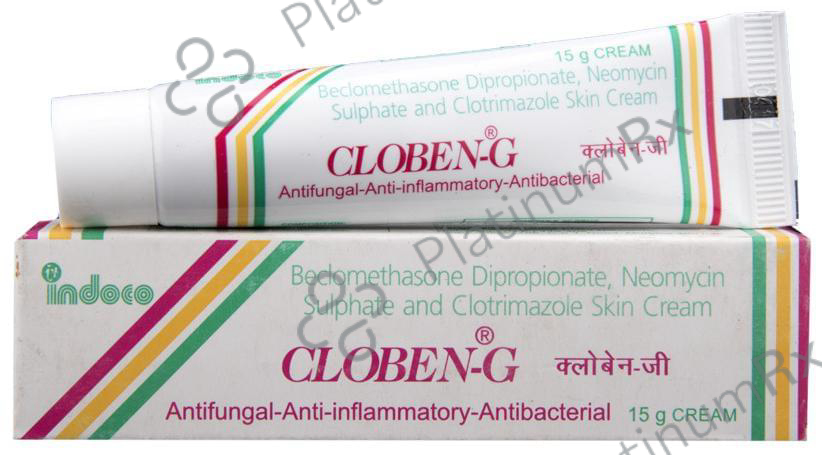 15 g CREAM
Beclomethasone Dipropionate, Neomycin
Sulphate and Clotrimazole Skin Cream
CLOBEN-G®
क्लोबेन-जी
Antifungal-Anti-inflammatory-Antibacterial
indoco
Beclomethasone Dipropionate, Neomycin
Sulphate and Clotrimazole Skin Cream
CLOBEN-G®
क्लोबेन-जी
Antifungal-Anti-inflammatory-Antibacterial 15 g CREAM
PlatinumRx